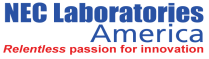 NEC Laboratories
America
Relentless passion for innovation